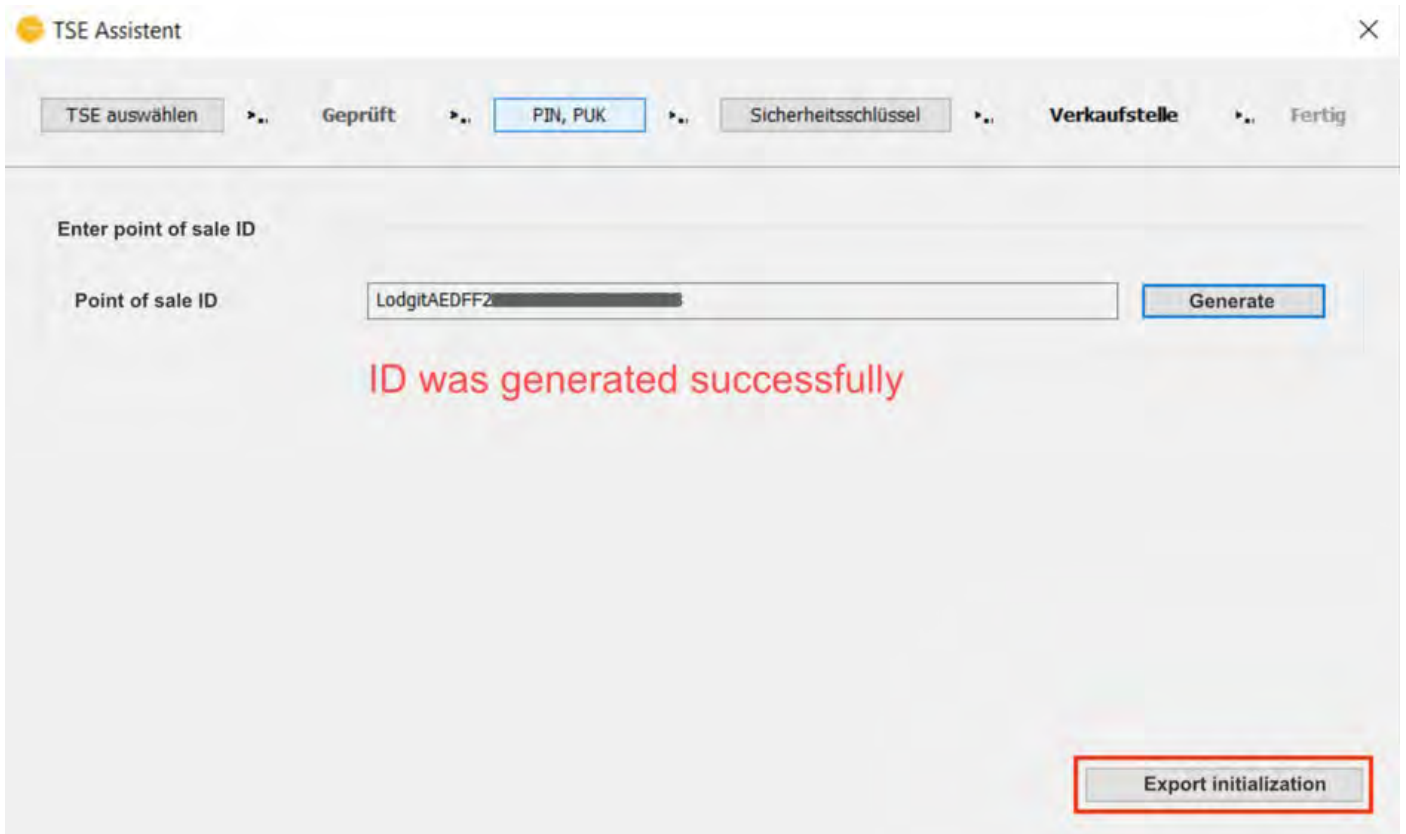 TSE Assistent
TSE auswählen Geprüft PIN, PUK Sicherheitsschlüssel Verkaufstelle Fertig
Enter point of sale ID
Point of sale ID LodgitAEDFF2 Generate
ID was generated successfully
Export initialization